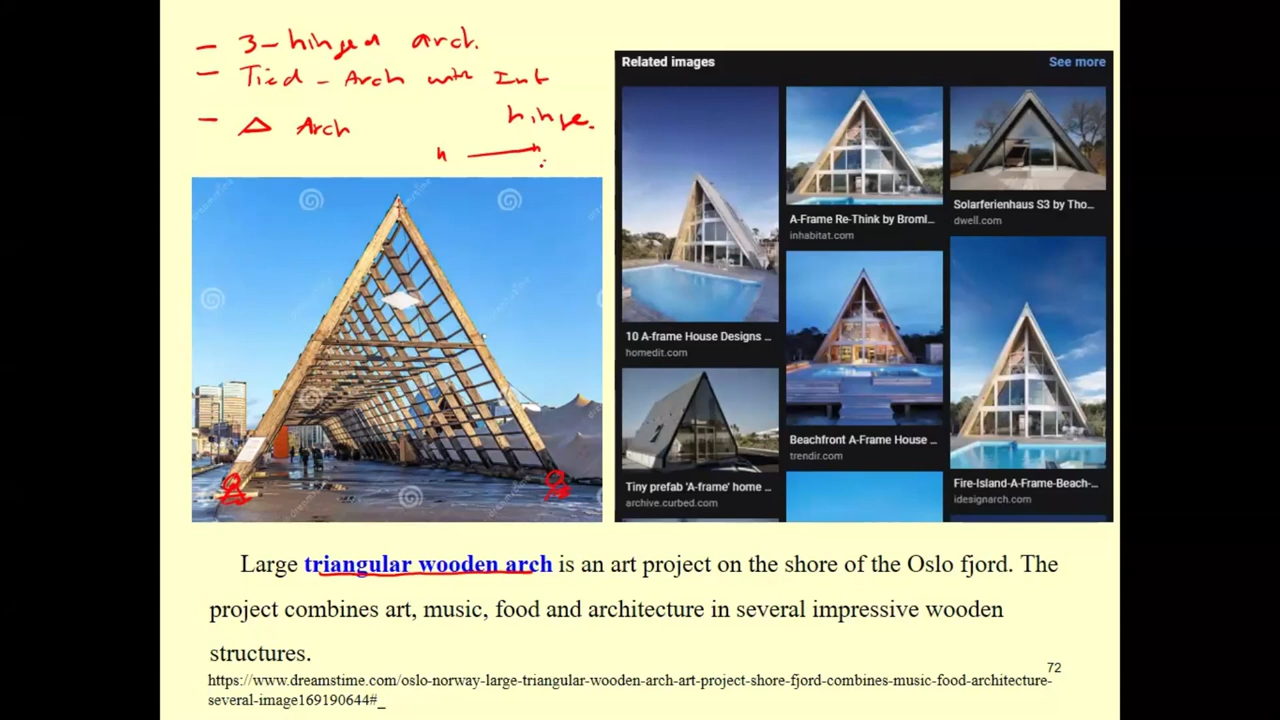 - 3-hinged arch.
- Tied-Arch with Int
hinge.
- Δ Arch
h
h
dreamstime
Related images
See more
A-Frame Re-Think by Broml...
inhabitat.com
Solarferienhaus S3 by Tho...
dwell.com
10 A-frame House Designs ...
homedit.com
Beachfront A-Frame House ...
trendir.com
Tiny prefab 'A-frame' home ...
archive.curbed.com
Fire-Island-A-Frame-Beach-...
idesignarch.com
Large triangular wooden arch is an art project on the shore of the Oslo fjord. The
project combines art, music, food and architecture in several impressive wooden
structures.
72
https://www.dreamstime.com/oslo-norway-large-triangular-wooden-arch-art-project-shore-fjord-combines-music-food-architecture-
several-image169190644#_